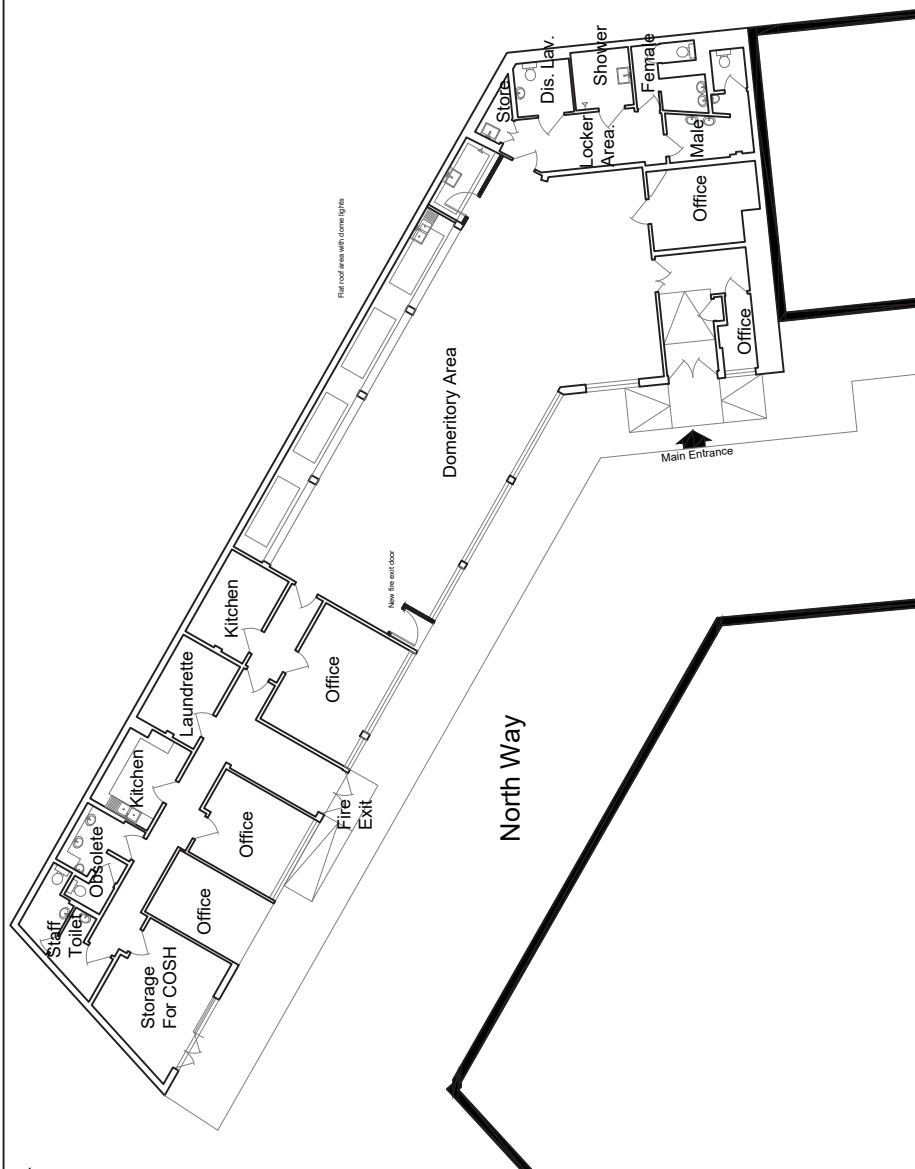 Store
Dis. Lav.
Shower
Female
Locker
Area.
Male
Office
Office
Flat roof area with dome lights
Domeritory Area
Main Entrance
New fire exit door
Kitchen
Laundrette
Office
Kitchen
North Way
Fire
Exit
Office
Obsolete
Office
Staff
Toilet
Storage
For COSH